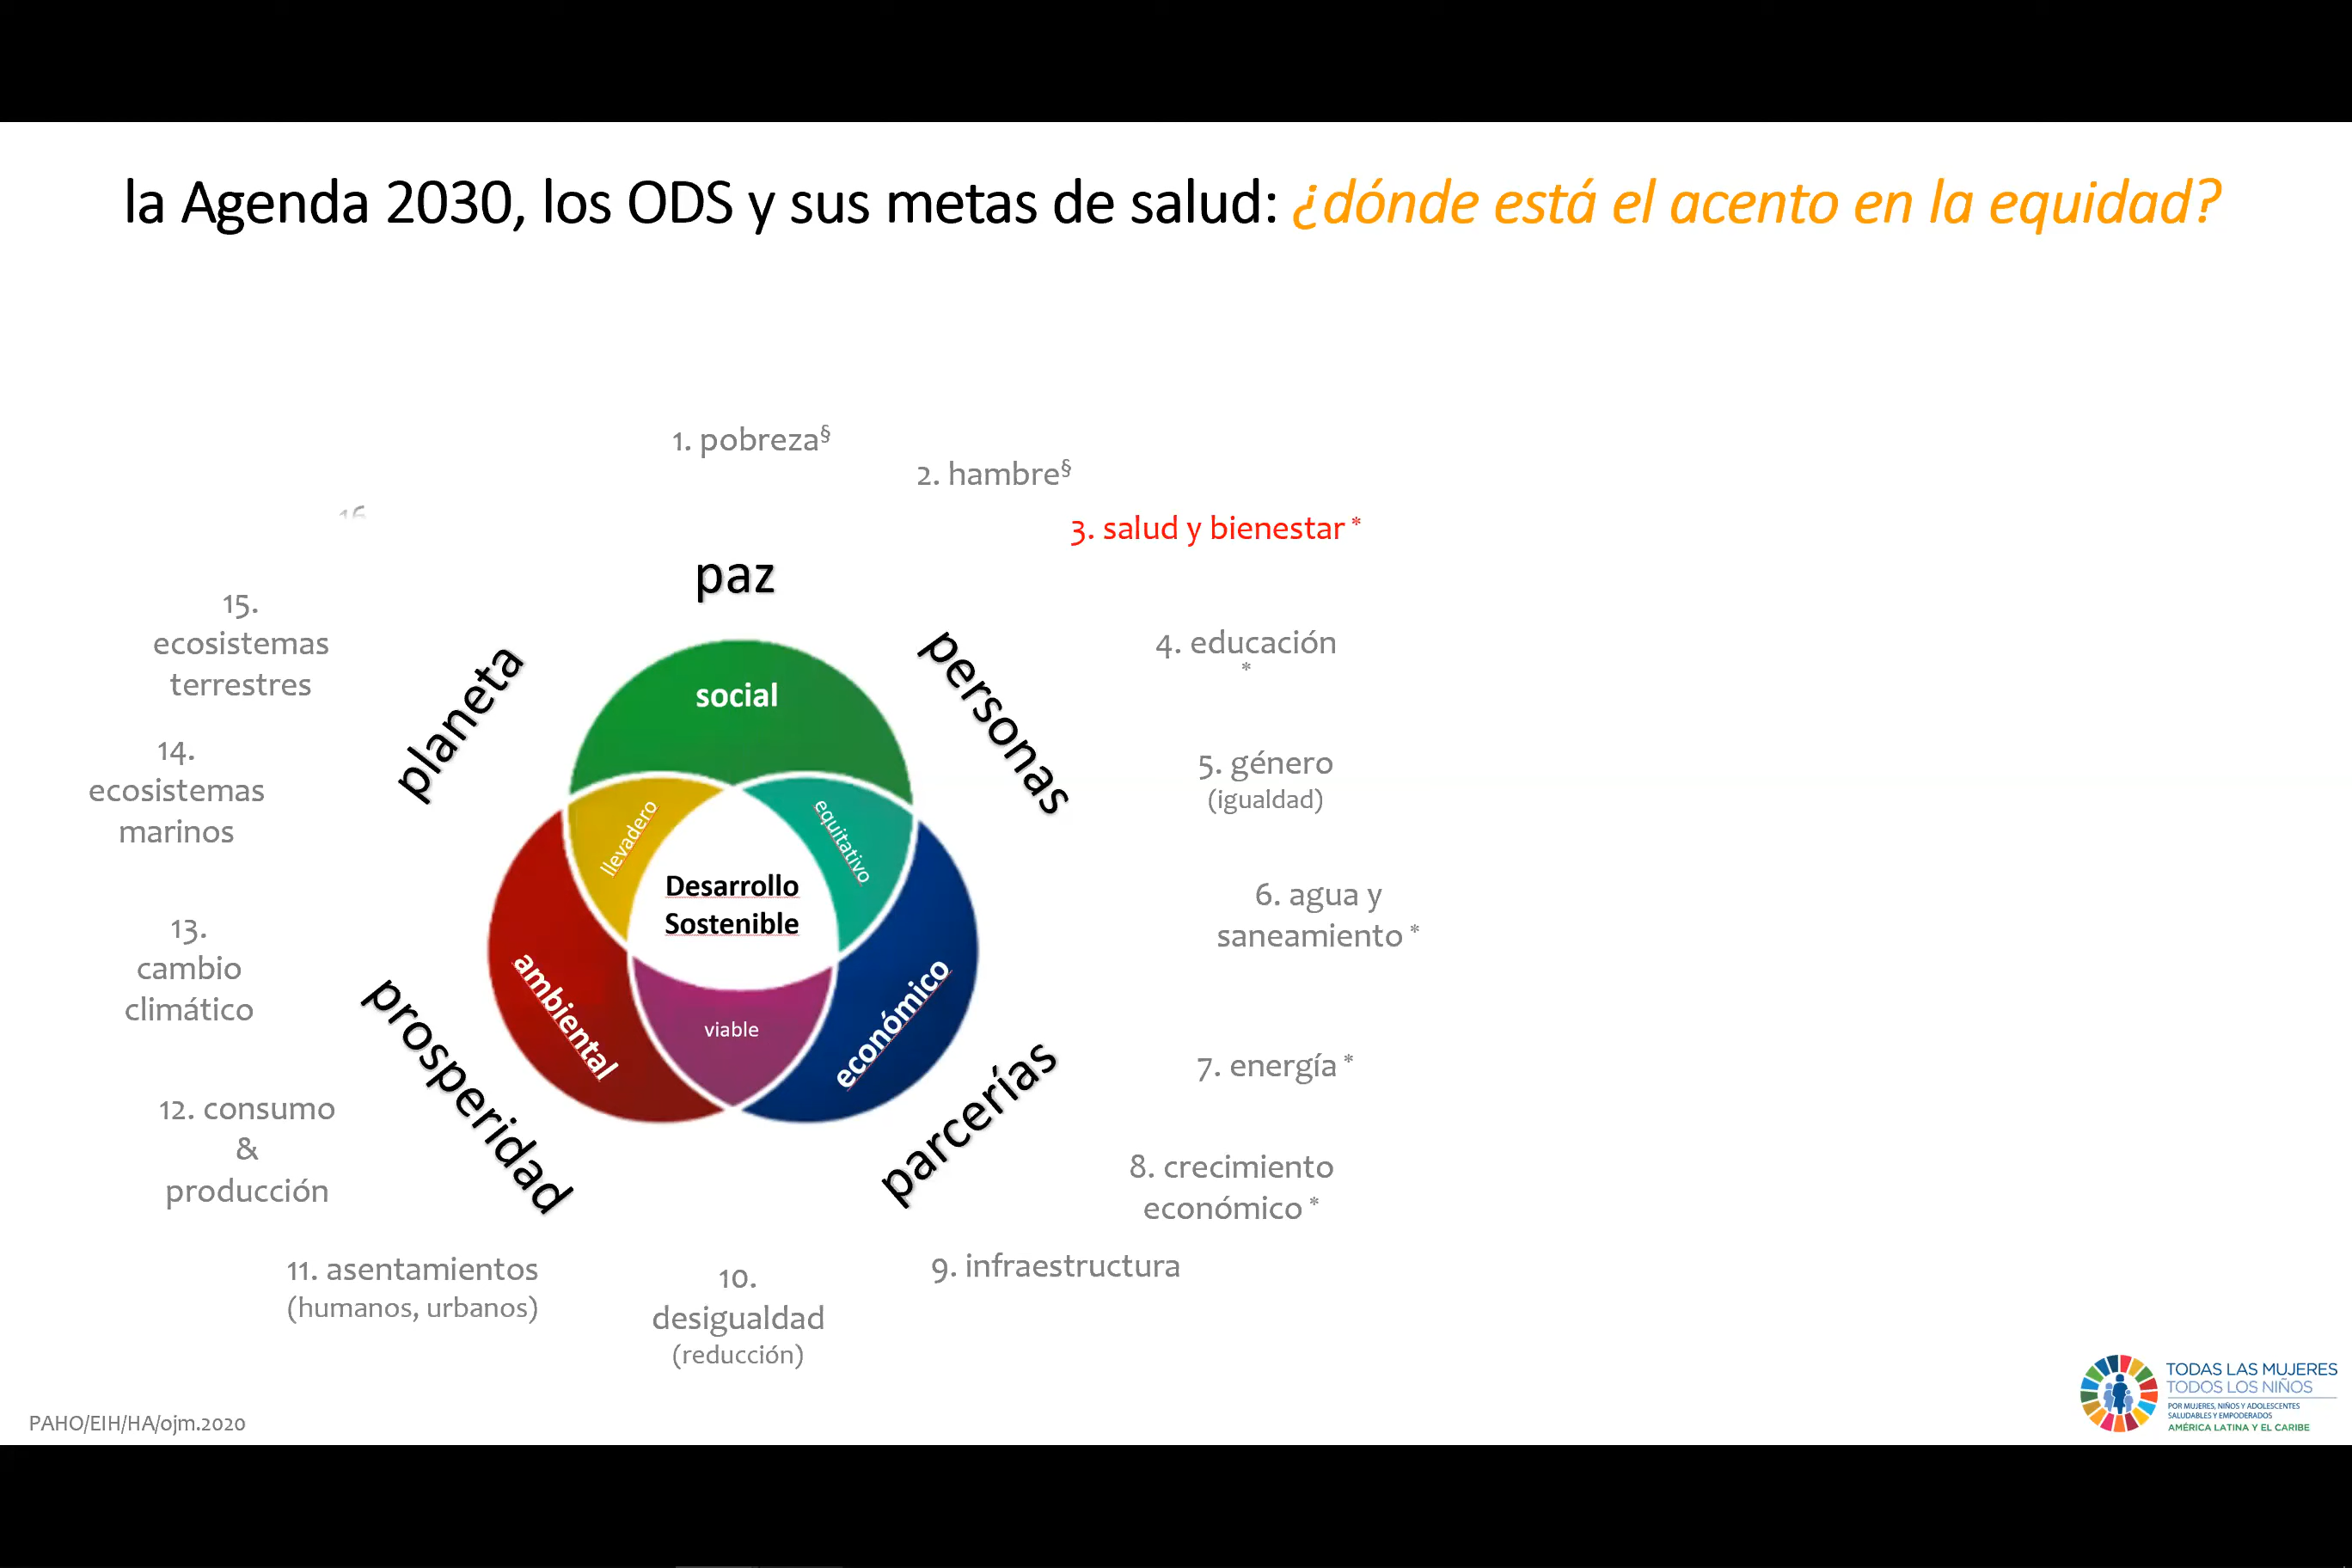 la Agenda 2030, los ODS y sus metas de salud: ¿dónde está el acento en la equidad?
1. pobreza§
2. hambre§
3. salud y bienestar *
4. educación
*
5. género
(igualdad)
6. agua y
saneamiento *
7. energía *
8. crecimiento
económico *
9. infraestructura
10.
desigualdad
(reducción)
11. asentamientos
(humanos, urbanos)
12. consumo
&
producción
13.
cambio
climático
14.
ecosistemas
marinos
15.
ecosistemas
terrestres
16
paz
personas
parcerías
prosperidad
planeta
social
llevadero
equitativo
Desarrollo
Sostenible
ambiental
viable
económico
PAHO/EIH/HA/ojm.2020
TODAS LAS MUJERES
TODOS LOS NIÑOS
POR MUJERES, NIÑOS Y ADOLESCENTES
SALUDABLES Y EMPODERADOS
AMÉRICA LATINA Y EL CARIBE